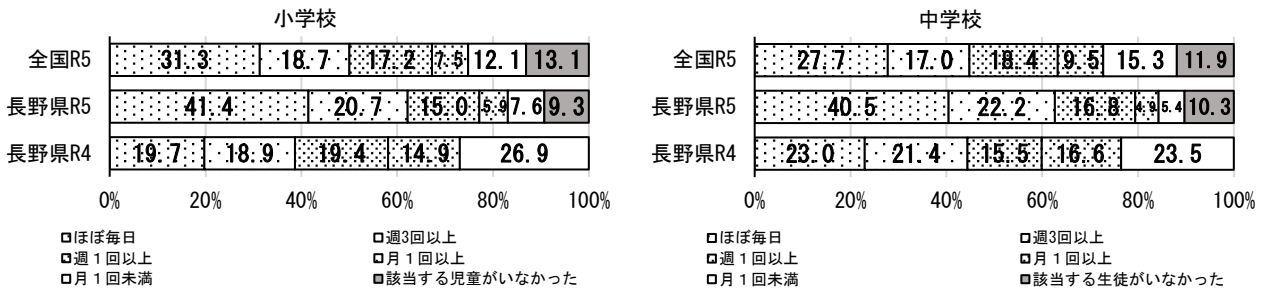 小学校
全国R5 31.3 18.7 17.2 7.5 12.1 13.1
長野県R5 41.4 20.7 15.0 5.9 7.6 9.3
長野県R4 19.7 18.9 19.4 14.9 26.9
0% 20% 40% 60% 80% 100%
ほぼ毎日 週3回以上
週１回以上 月１回以上
月１回未満 該当する児童がいなかった
中学校
全国R5 27.7 17.0 18.4 9.5 15.3 11.9
長野県R5 40.5 22.2 16.8 4.9 5.4 10.3
長野県R4 23.0 21.4 15.5 16.6 23.5
0% 20% 40% 60% 80% 100%
ほぼ毎日 週3回以上
週１回以上 月１回以上
月１回未満 該当する生徒がいなかった